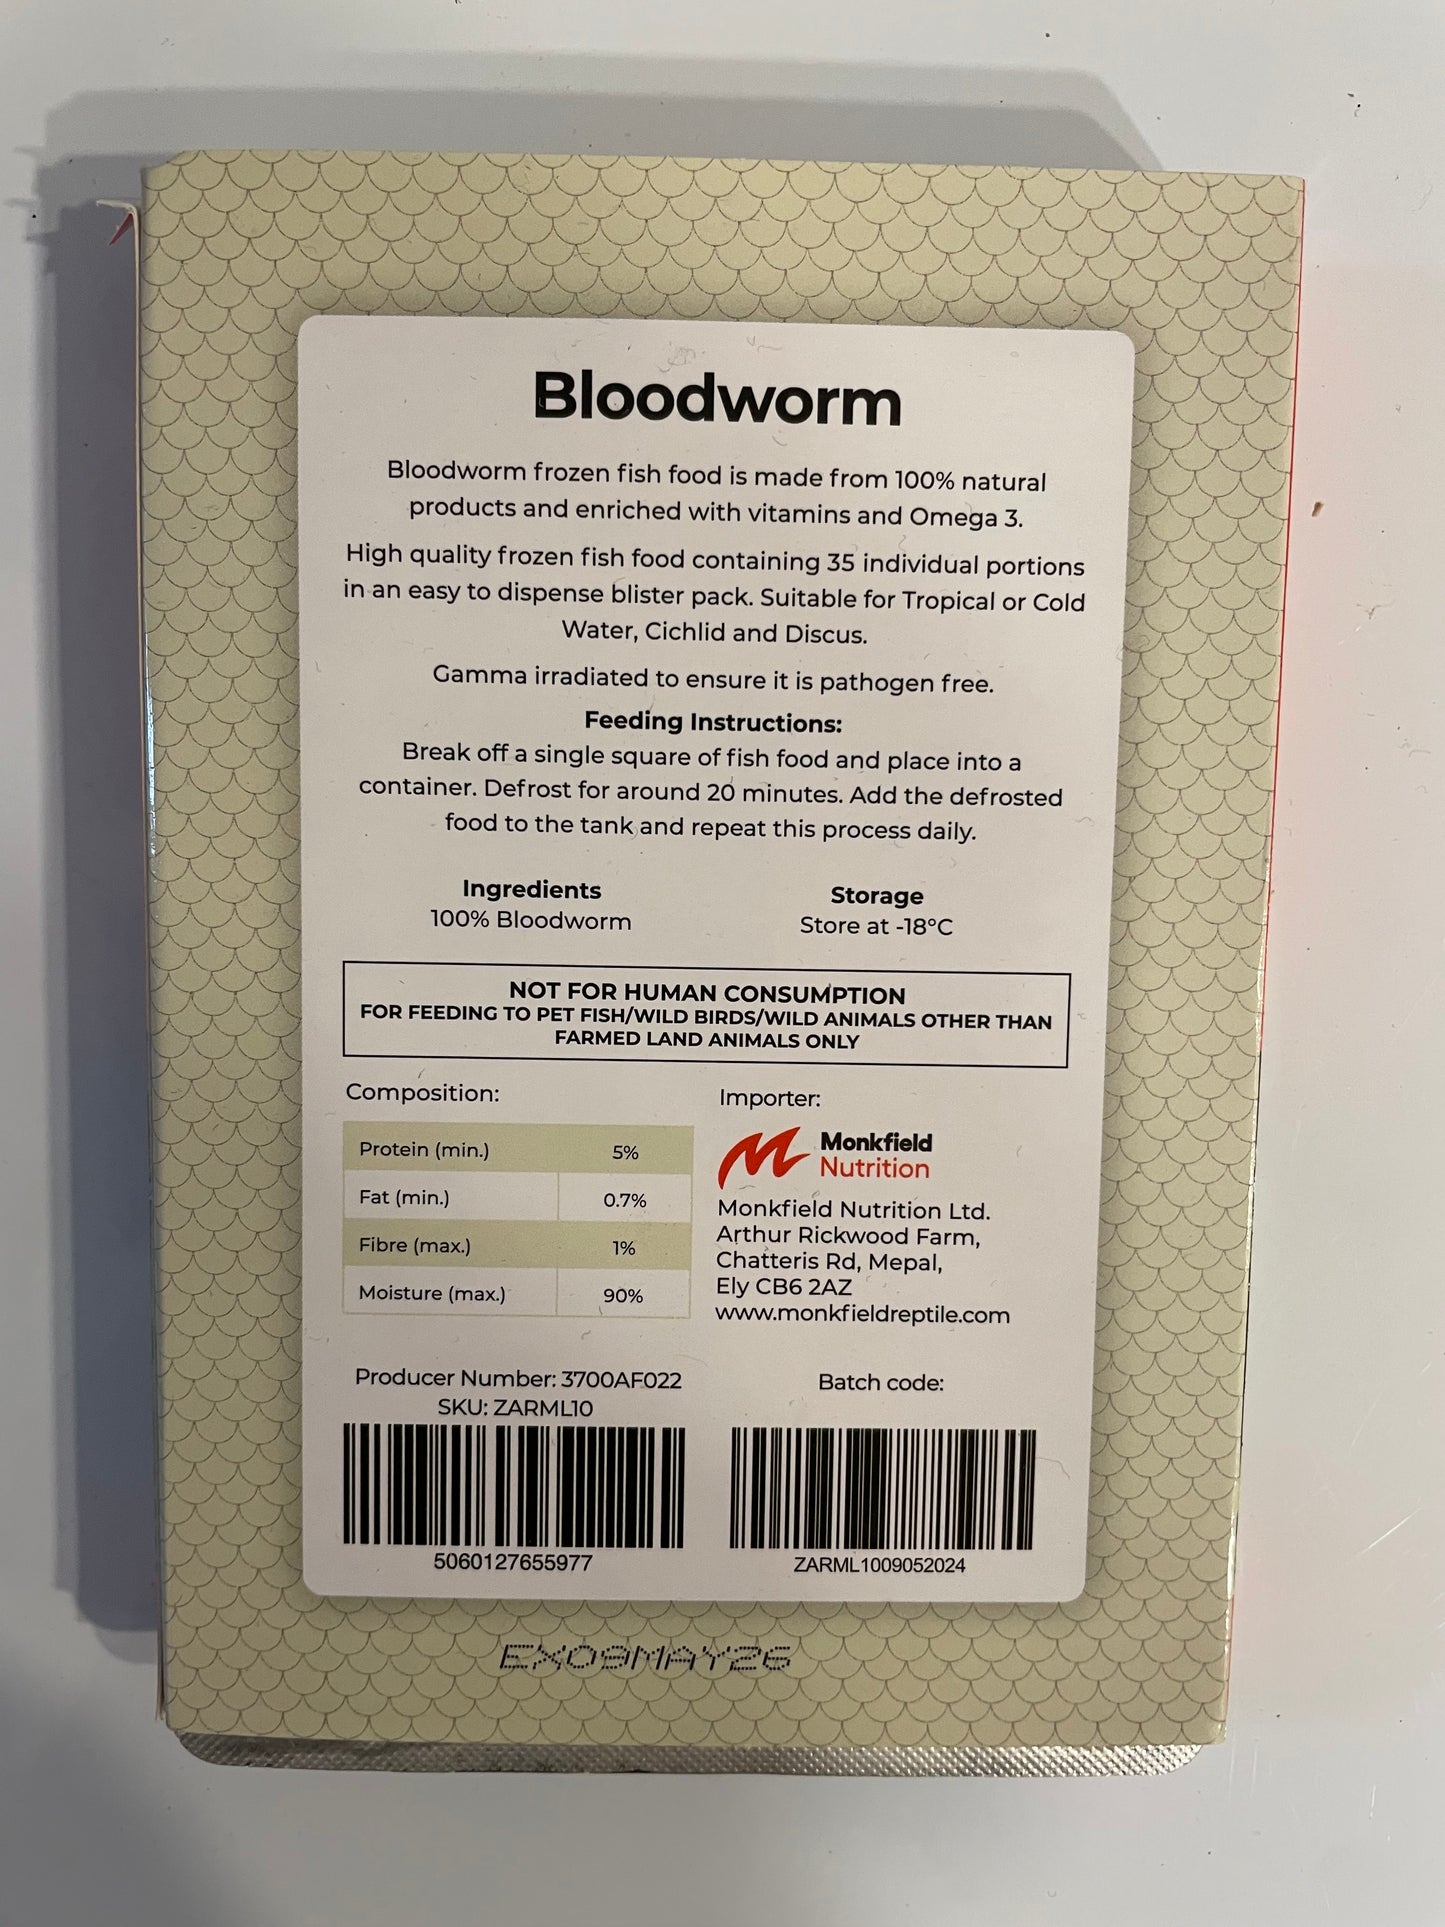 Bloodworm
Bloodworm frozen fish food is made from 100% natural
products and enriched with vitamins and Omega 3.
High quality frozen fish food containing 35 individual portions
in an easy to dispense blister pack. Suitable for Tropical or Cold
Water, Cichlid and Discus.
Gamma irradiated to ensure it is pathogen free.
Feeding Instructions:
Break off a single square of fish food and place into a
container. Defrost for around 20 minutes. Add the defrosted
food to the tank and repeat this process daily.
Ingredients
100% Bloodworm
Storage
Store at -18°C
NOT FOR HUMAN CONSUMPTION
FOR FEEDING TO PET FISH/WILD BIRDS/WILD ANIMALS OTHER THAN
FARMED LAND ANIMALS ONLY
Composition:
Protein (min.) 5%
Fat (min.) 0.7%
Fibre (max.) 1%
Moisture (max.) 90%
Importer:
Monkfield
Nutrition
Monkfield Nutrition Ltd.
Arthur Rickwood Farm,
Chatteris Rd, Mepal,
Ely CB6 2AZ
www.monkfieldreptile.com
Producer Number: 3700AF022
SKU: ZARML10
5060127655977
Batch code:
ZARML1009052024
EX09MAY26